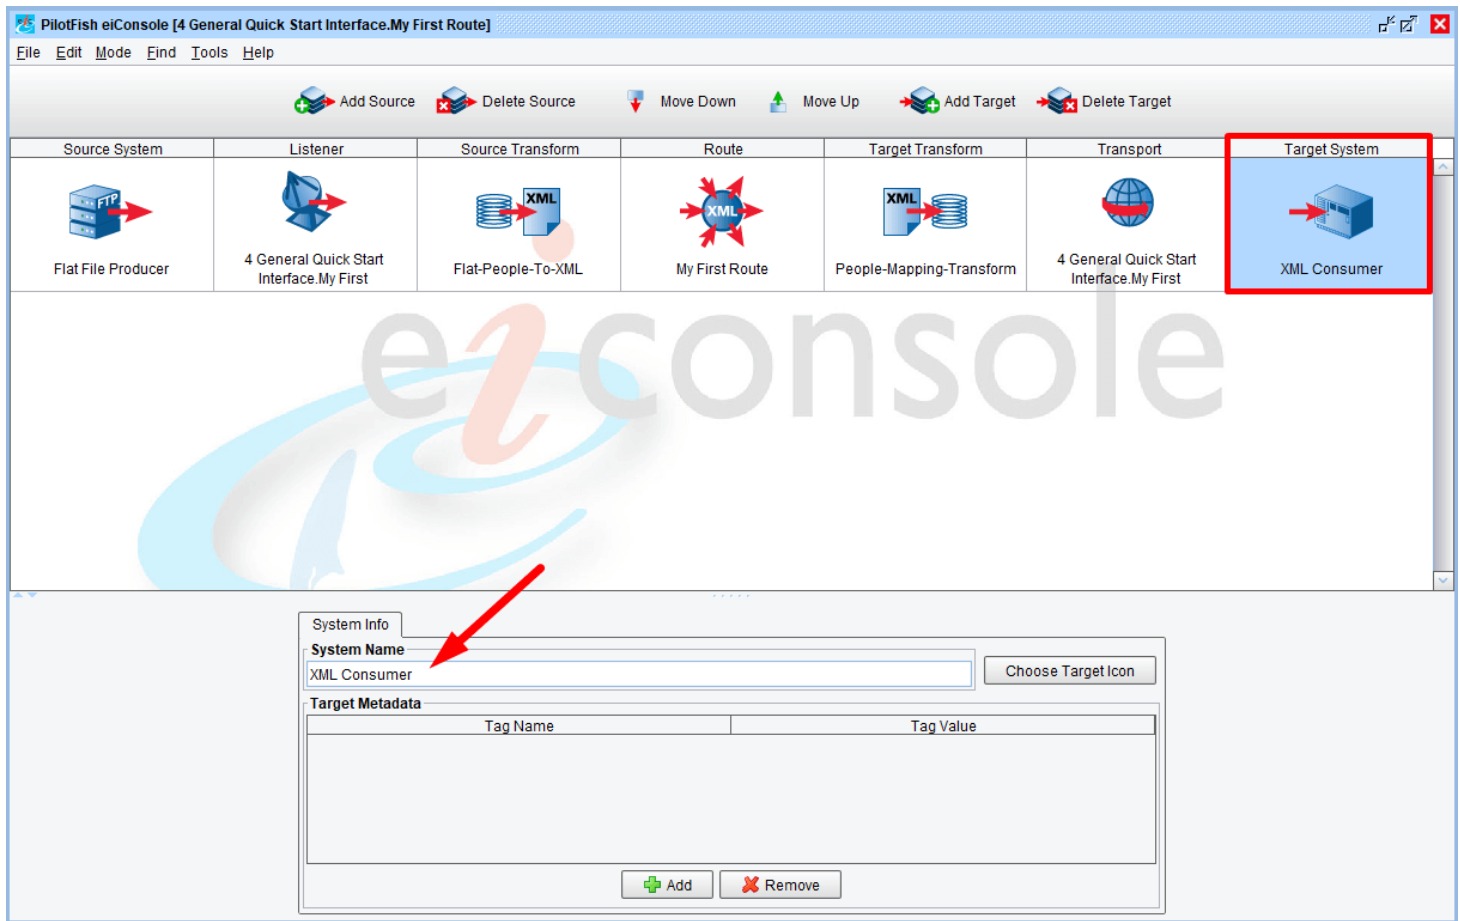 PilotFish eiConsole [4 General Quick Start Interface.My First Route]
File Edit Mode Find Tools Help
Add Source Delete Source Move Down Move Up Add Target Delete Target
Source System Listener Source Transform Route Target Transform Transport Target System
FTP XML XML XML
Flat File Producer 4 General Quick Start Interface.My First Flat-People-To-XML My First Route People-Mapping-Transform 4 General Quick Start Interface.My First XML Consumer
eiconsole
System Info
System Name
XML Consumer Choose Target Icon
Target Metadata
Tag Name Tag Value
Add Remove